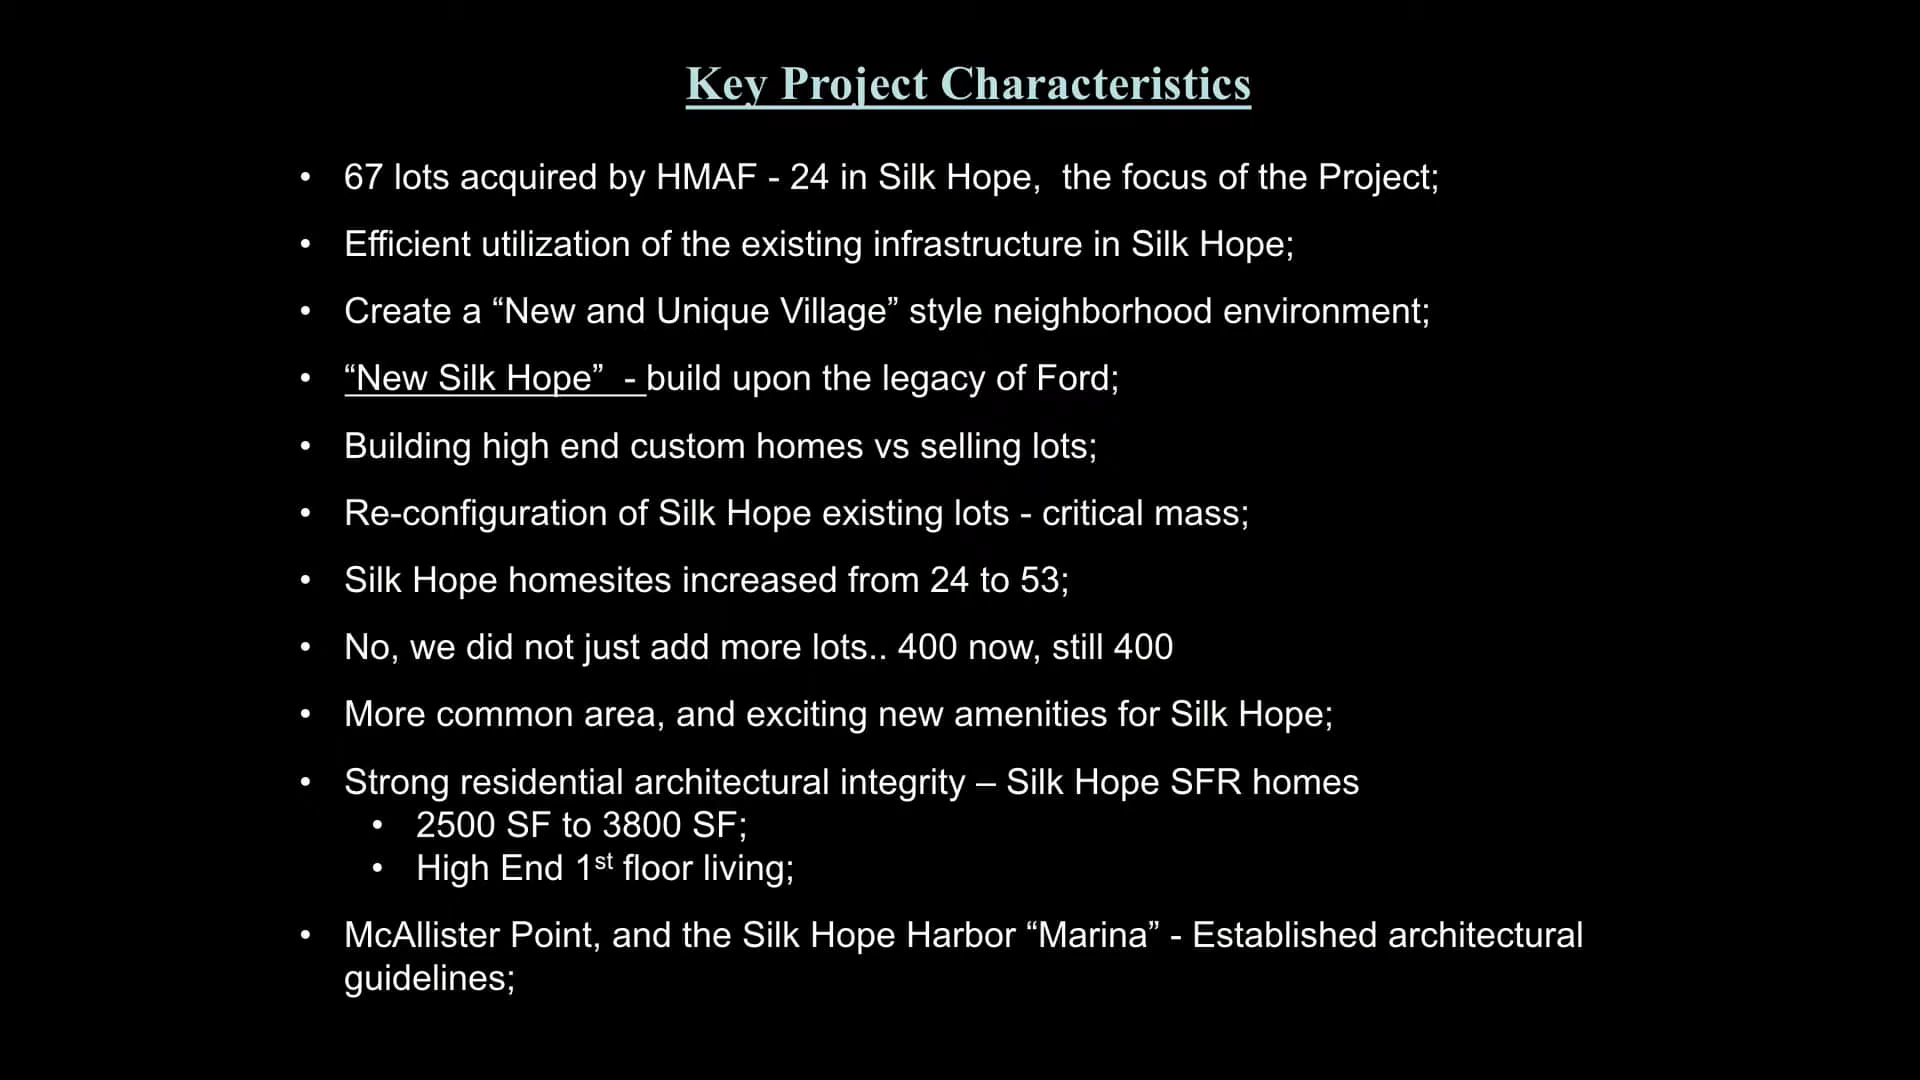 Key Project Characteristics
• 67 lots acquired by HMAF - 24 in Silk Hope,  the focus of the Project;
• Efficient utilization of the existing infrastructure in Silk Hope;
• Create a “New and Unique Village” style neighborhood environment;
• “New Silk Hope”  - build upon the legacy of Ford;
• Building high end custom homes vs selling lots;
• Re-configuration of Silk Hope existing lots - critical mass;
• Silk Hope homesites increased from 24 to 53;
• No, we did not just add more lots.. 400 now, still 400
• More common area, and exciting new amenities for Silk Hope;
• Strong residential architectural integrity – Silk Hope SFR homes
• 2500 SF to 3800 SF;
• High End 1st floor living;
• McAllister Point, and the Silk Hope Harbor “Marina” - Established architectural
guidelines;